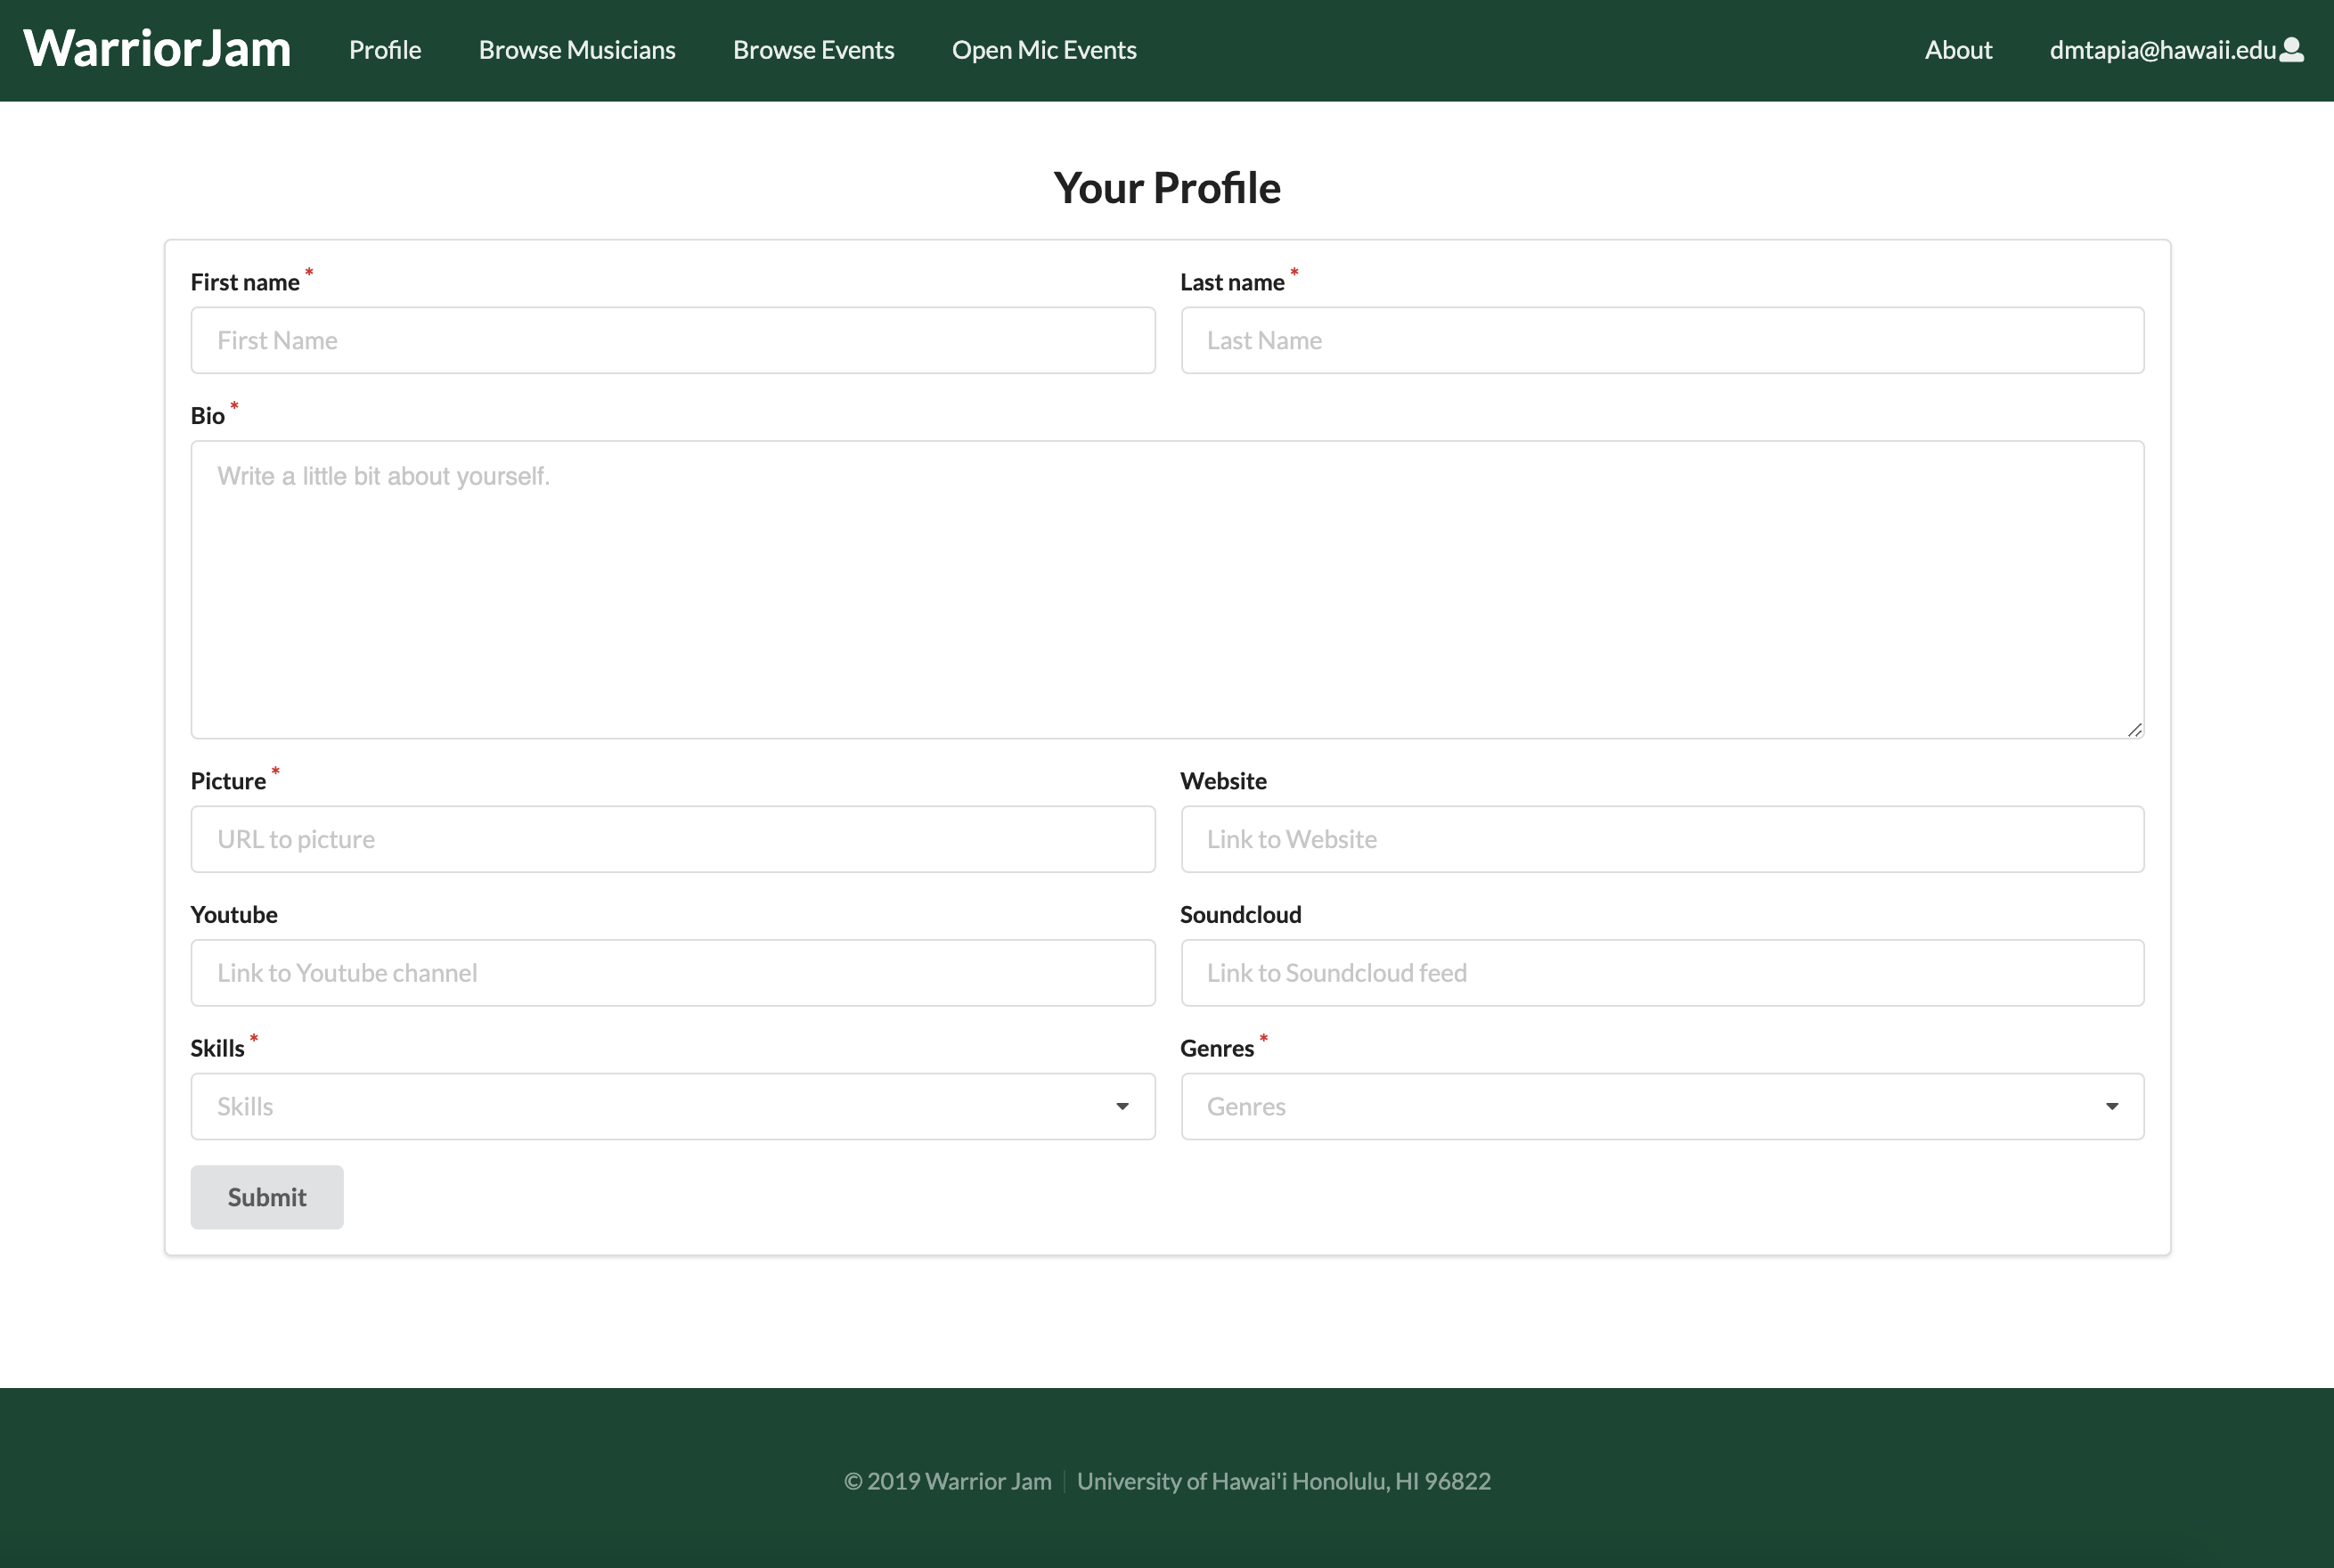 WarriorJam Profile Browse Musicians Browse Events Open Mic Events About dmtapia@hawaii.edu
Your Profile
First name * Last name *
First Name Last Name
Bio *
Write a little bit about yourself.
Picture * Website
URL to picture Link to Website
Youtube Soundcloud
Link to Youtube channel Link to Soundcloud feed
Skills * Genres *
Skills Genres
Submit
© 2019 Warrior Jam University of Hawai'i Honolulu, HI 96822